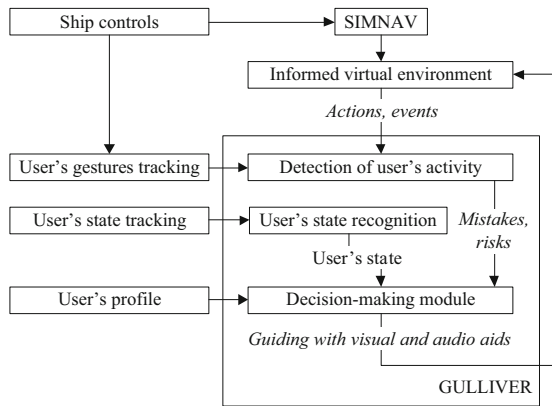 Ship controls
SIMNAV
Informed virtual environment
Actions, events
User's gestures tracking
Detection of user's activity
User's state tracking
User's state recognition
Mistakes,
risks
User's state
User's profile
Decision-making module
Guiding with visual and audio aids
GULLIVER